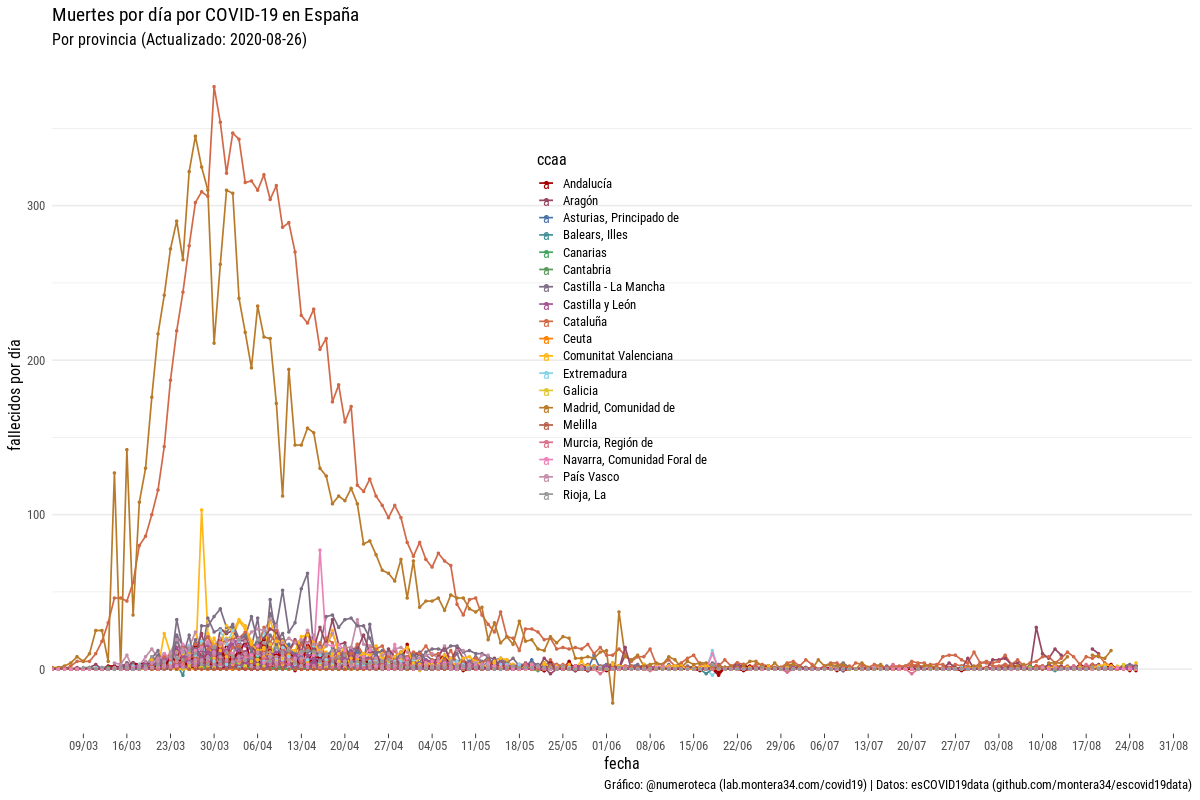 Muertes por día por COVID-19 en España
Por provincia (Actualizado: 2020-08-26)
fallecidos por día
300
200
100
0
ccaa
Andalucía
Aragón
Asturias, Principado de
Balears, Illes
Canarias
Cantabria
Castilla - La Mancha
Castilla y León
Cataluña
Ceuta
Comunitat Valenciana
Extremadura
Galicia
Madrid, Comunidad de
Melilla
Murcia, Región de
Navarra, Comunidad Foral de
País Vasco
Rioja, La
09/03 16/03 23/03 30/03 06/04 13/04 20/04 27/04 04/05 11/05 18/05 25/05 01/06 08/06 15/06 22/06 29/06 06/07 13/07 20/07 27/07 03/08 10/08 17/08 24/08 31/08
fecha
Gráfico: @numeroteca (lab.montera34.com/covid19) | Datos: esCOVID19data (github.com/montera34/escovid19data)